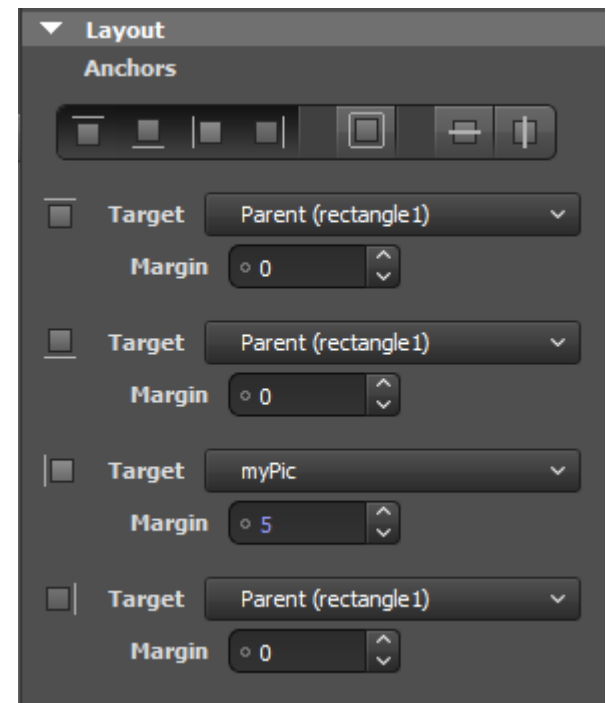 Layout
Anchors
Target Parent (rectangle1)
Margin 0
Target Parent (rectangle1)
Margin 0
Target myPic
Margin 5
Target Parent (rectangle1)
Margin 0